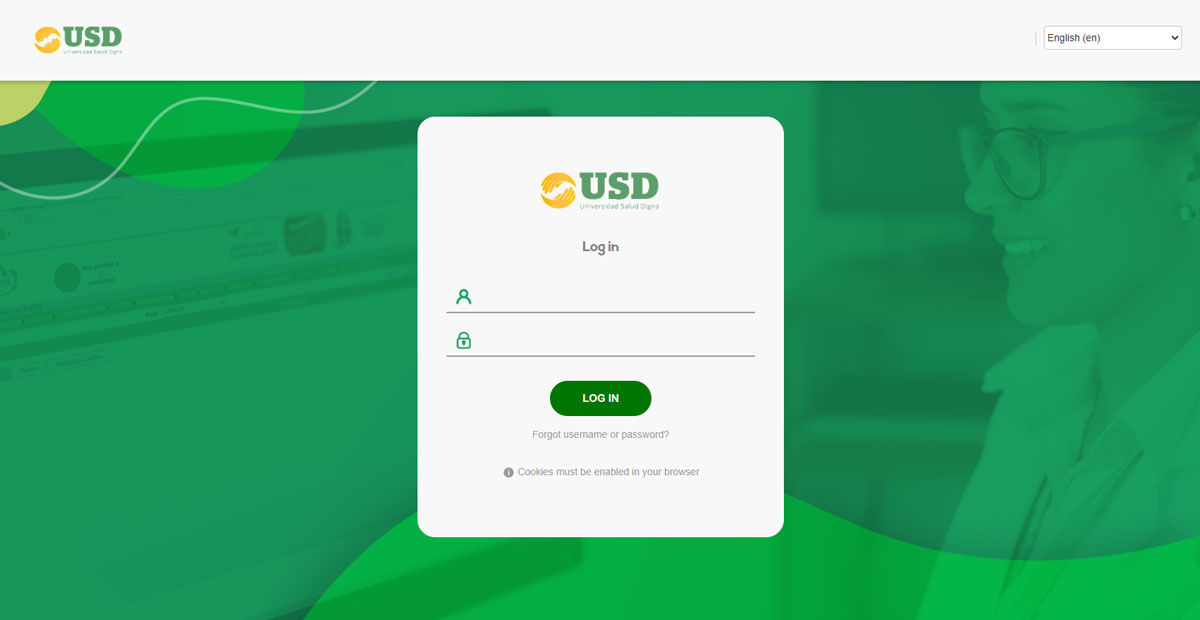 USD
Universidad Salud Digna
English (en)
USD
Universidad Salud Digna
Log in
LOG IN
Forgot username or password?
Cookies must be enabled in your browser